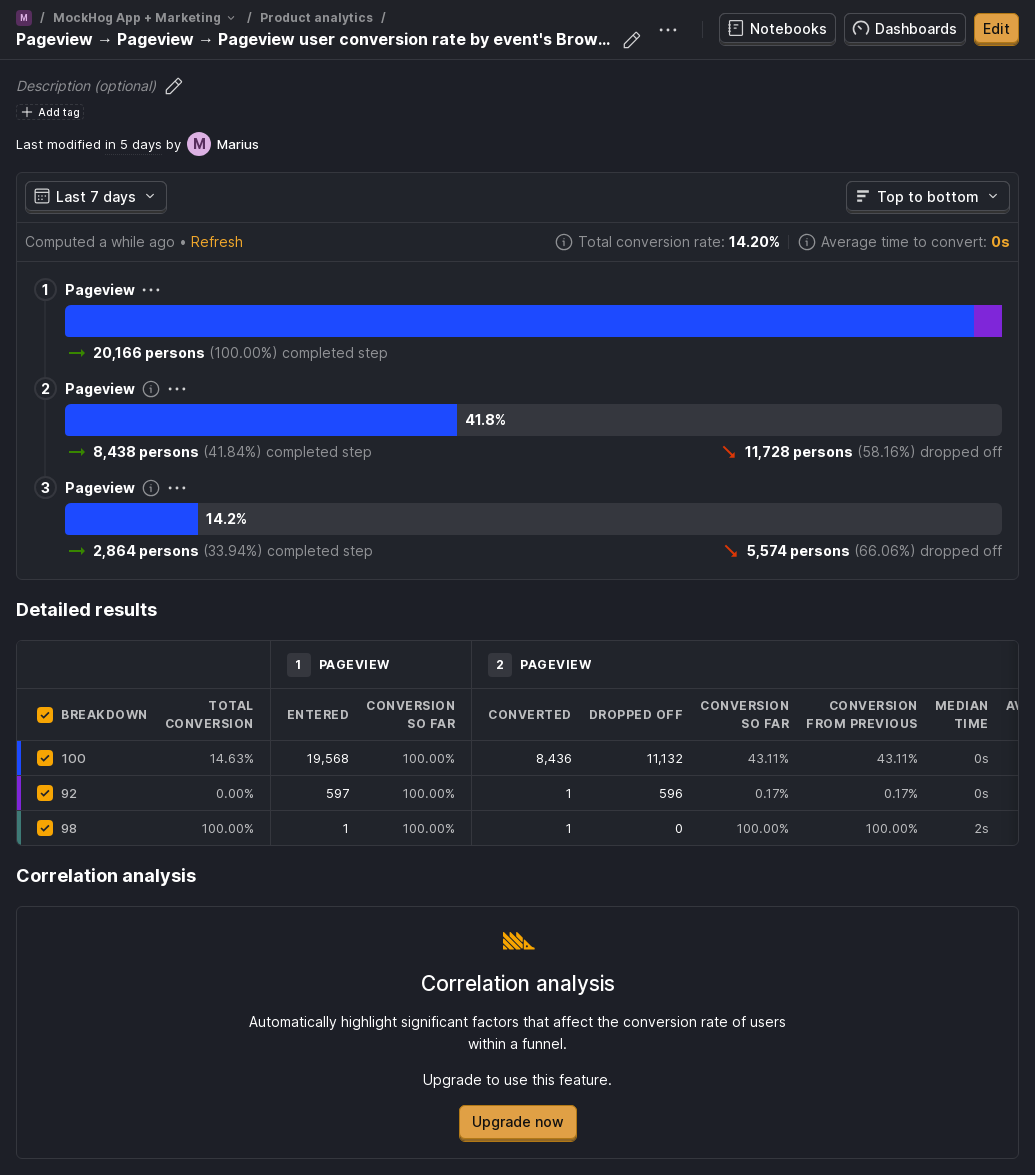 M / MockHog App + Marketing / Product analytics /
Pageview → Pageview → Pageview user conversion rate by event's Brow...
Notebooks
Dashboards
Edit
Description (optional)
Add tag
Last modified in 5 days by M Marius
Last 7 days
Top to bottom
Computed a while ago • Refresh
Total conversion rate: 14.20%
Average time to convert: 0s
1 Pageview
20,166 persons (100.00%) completed step
2 Pageview
41.8%
8,438 persons (41.84%) completed step
11,728 persons (58.16%) dropped off
3 Pageview
14.2%
2,864 persons (33.94%) completed step
5,574 persons (66.06%) dropped off
Detailed results
1 PAGEVIEW
2 PAGEVIEW
BREAKDOWN
TOTAL
CONVERSION
ENTERED
CONVERSION
SO FAR
CONVERTED
DROPPED OFF
CONVERSION
SO FAR
CONVERSION
FROM PREVIOUS
MEDIAN
TIME
100 14.63% 19,568 100.00% 8,436 11,132 43.11% 43.11% 0s
92 0.00% 597 100.00% 1 596 0.17% 0.17% 0s
98 100.00% 1 100.00% 1 0 100.00% 100.00% 2s
Correlation analysis
Correlation analysis
Automatically highlight significant factors that affect the conversion rate of users
within a funnel.
Upgrade to use this feature.
Upgrade now